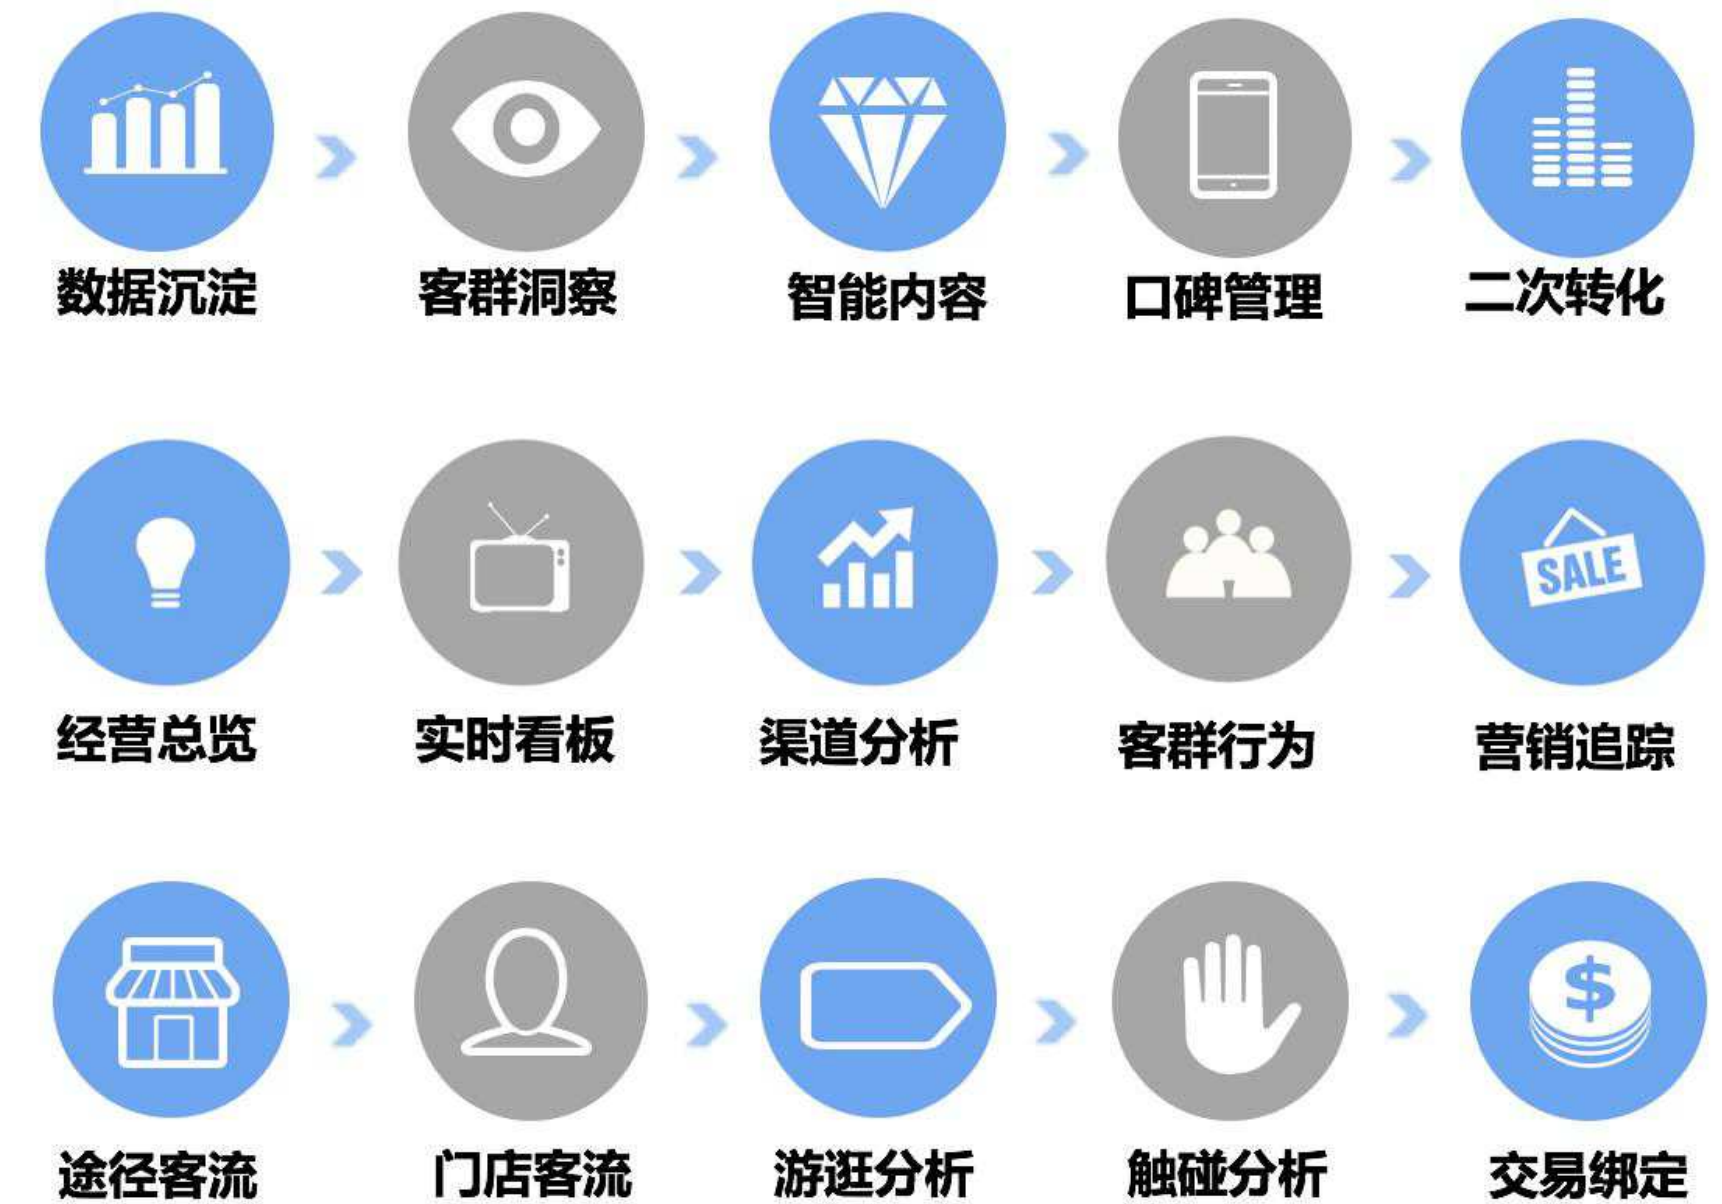 数据沉淀 客群洞察 智能内容 口碑管理 二次转化
SALE
经营总览 实时看板 渠道分析 客群行为 营销追踪
$
途径客流 门店客流 游逛分析 触碰分析 交易绑定